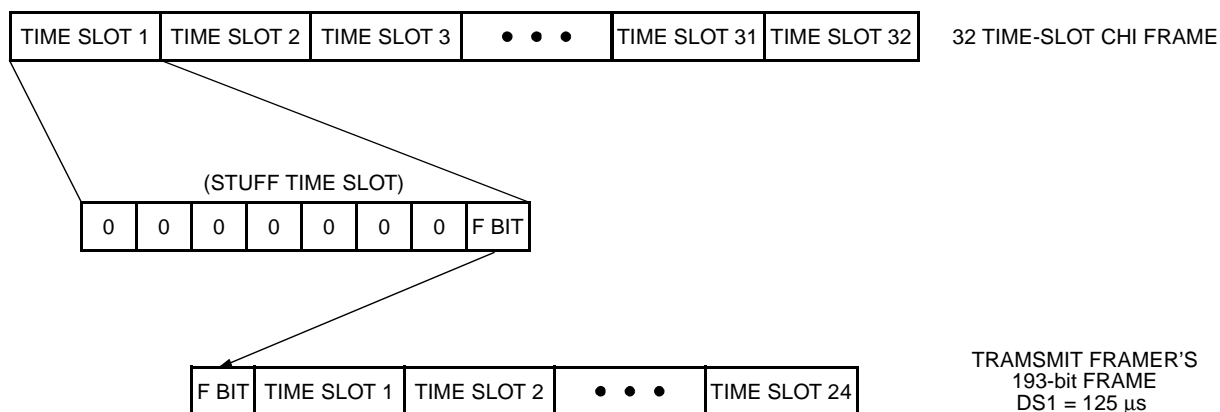 TIME SLOT 1 TIME SLOT 2 TIME SLOT 3 • • • TIME SLOT 31 TIME SLOT 32 32 TIME-SLOT CHI FRAME
(STUFF TIME SLOT)
0 0 0 0 0 0 0 F BIT
F BIT TIME SLOT 1 TIME SLOT 2 • • • TIME SLOT 24
TRAMSMIT FRAMER'S
193-bit FRAME
DS1 = 125 µs